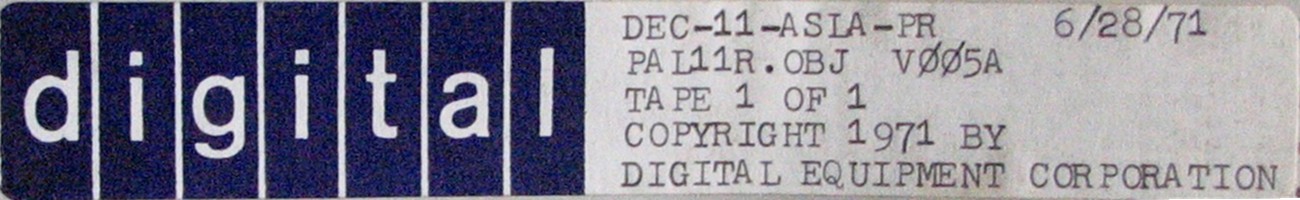 digital
DEC-11-ASLA-PR 6/28/71
PAL11R.OBJ VØØ5A
TAPE 1 OF 1
COPYRIGHT 1971 BY
DIGITAL EQUIPMENT CORPORATION